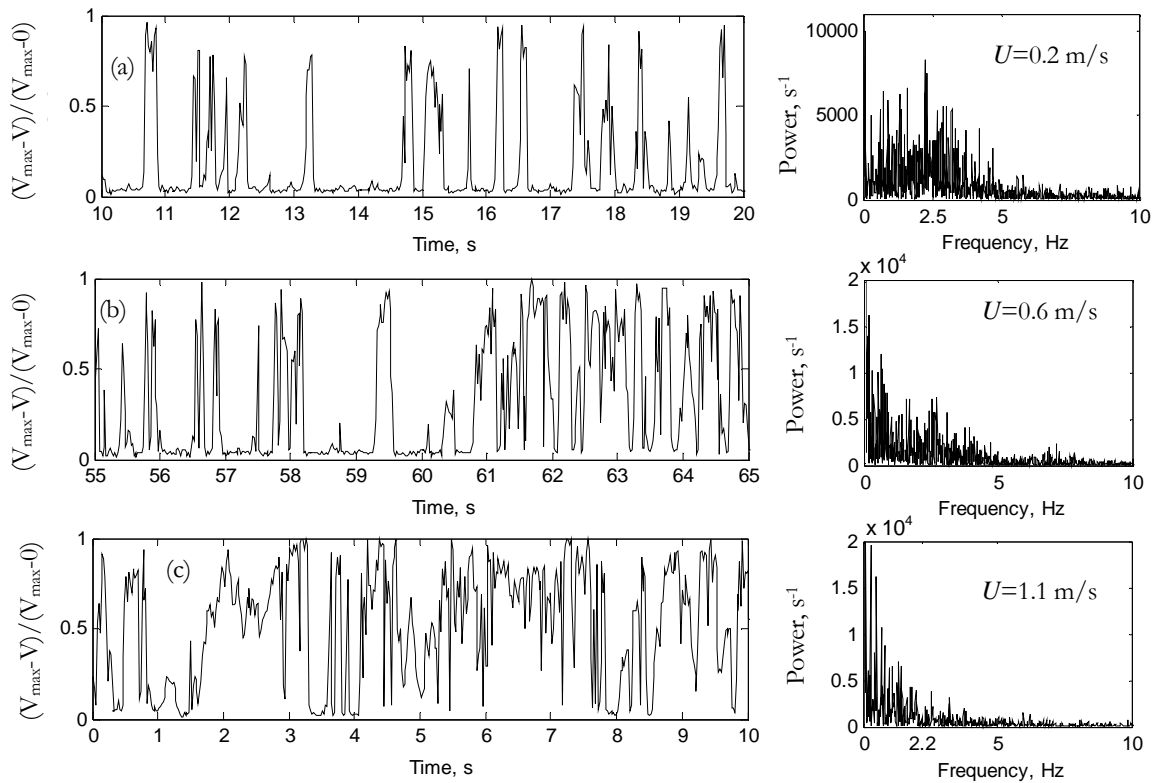 (V_max-V)/(V_max-0)
1
0.5
0
(a)
10 11 12 13 14 15 16 17 18 19 20
Time, s
Power, s⁻¹
10000
5000
0
U=0.2 m/s
0 2.5 5 10
Frequency, Hz
(V_max-V)/(V_max-0)
1
0.5
0
(b)
55 56 57 58 59 60 61 62 63 64 65
Time, s
Power, s⁻¹
x 10⁴
2
1.5
1
0.5
0
U=0.6 m/s
0 5 10
Frequency, Hz
(V_max-V)/(V_max-0)
1
0.5
0
(c)
0 1 2 3 4 5 6 7 8 9 10
Time, s
Power, s⁻¹
x 10⁴
2
1.5
1
0.5
0
U=1.1 m/s
0 2.2 5 10
Frequency, Hz